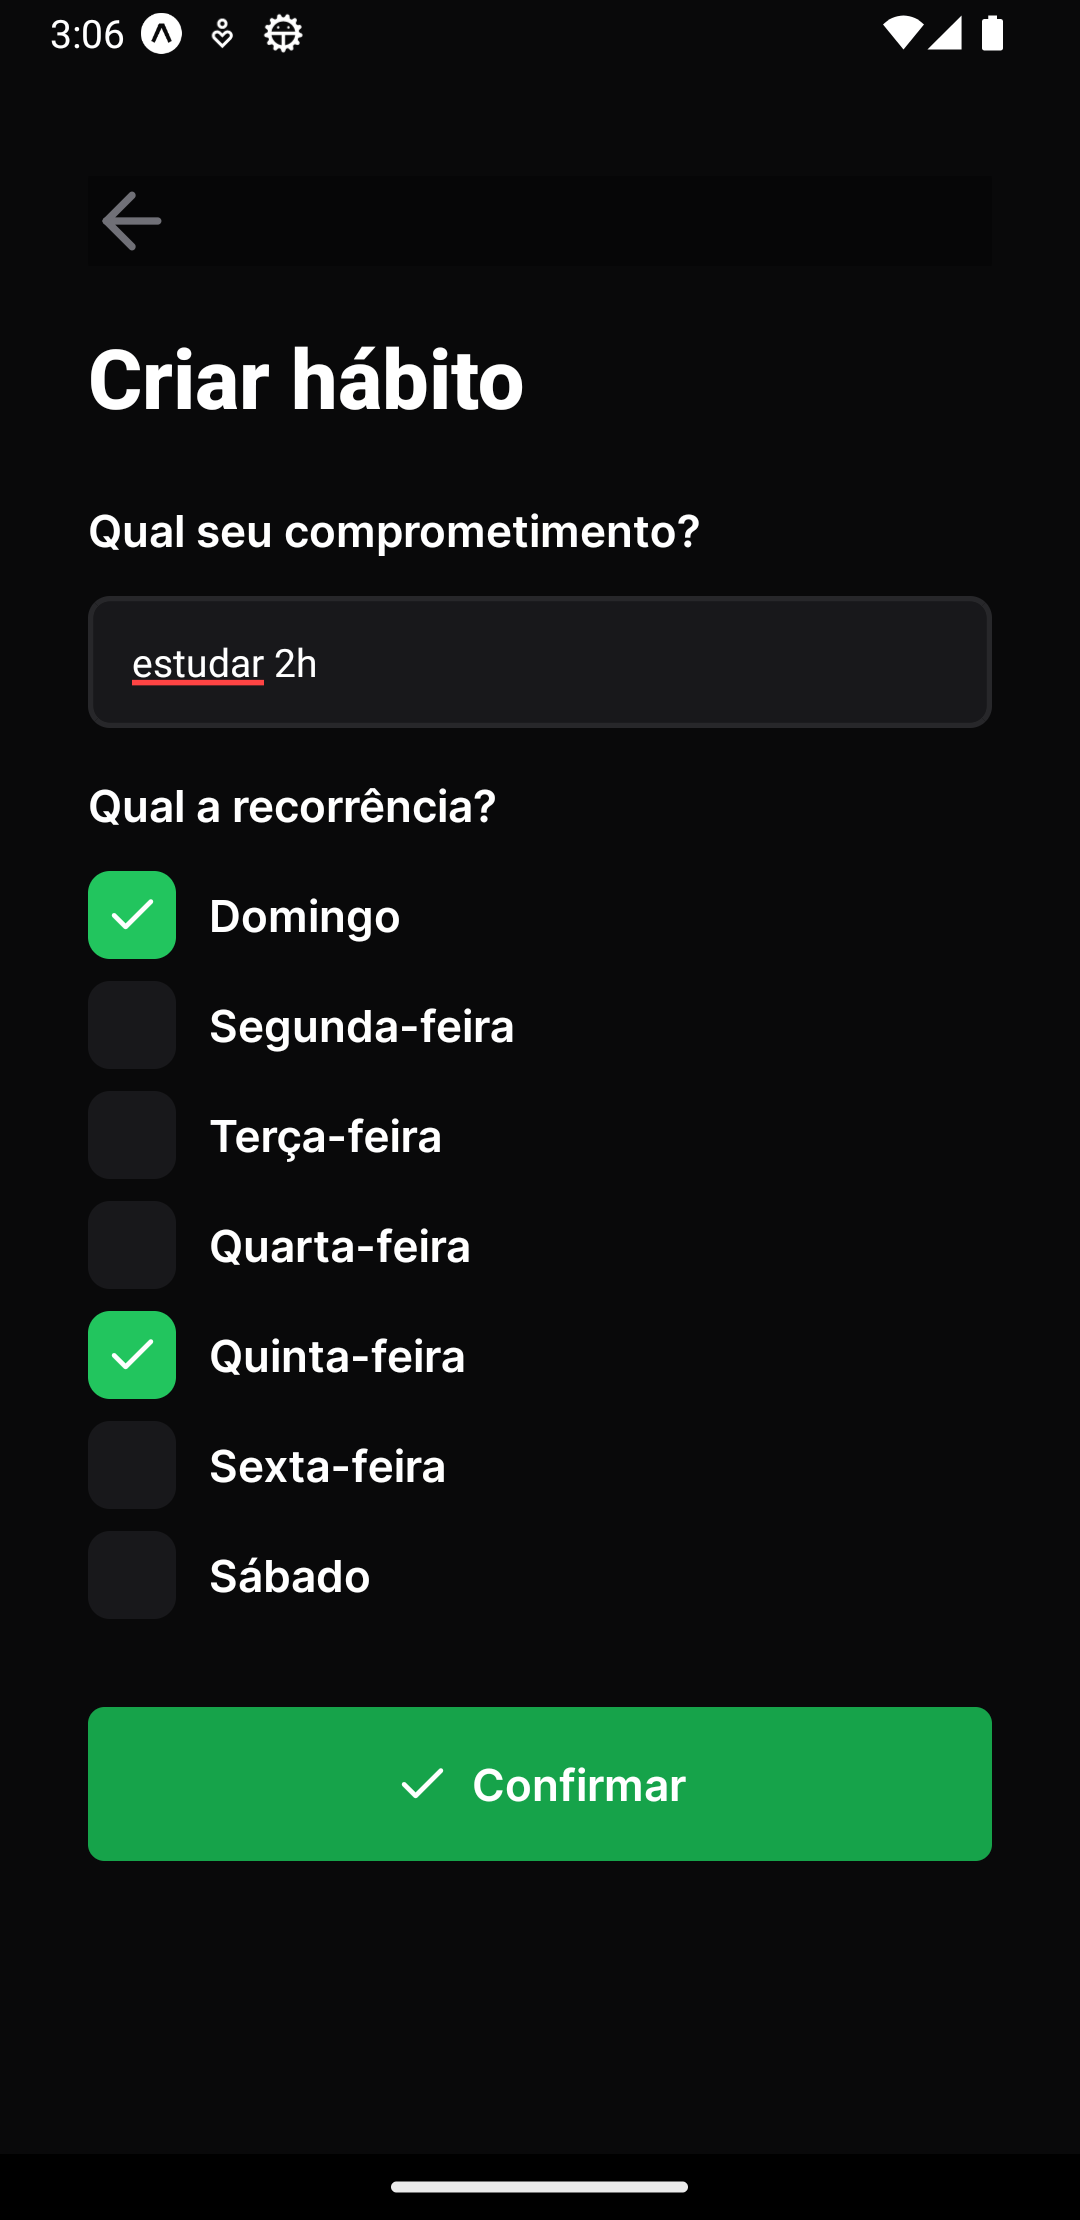 3:06
Criar hábito
Qual seu comprometimento?
estudar 2h
Qual a recorrência?
Domingo
Segunda-feira
Terça-feira
Quarta-feira
Quinta-feira
Sexta-feira
Sábado
Confirmar